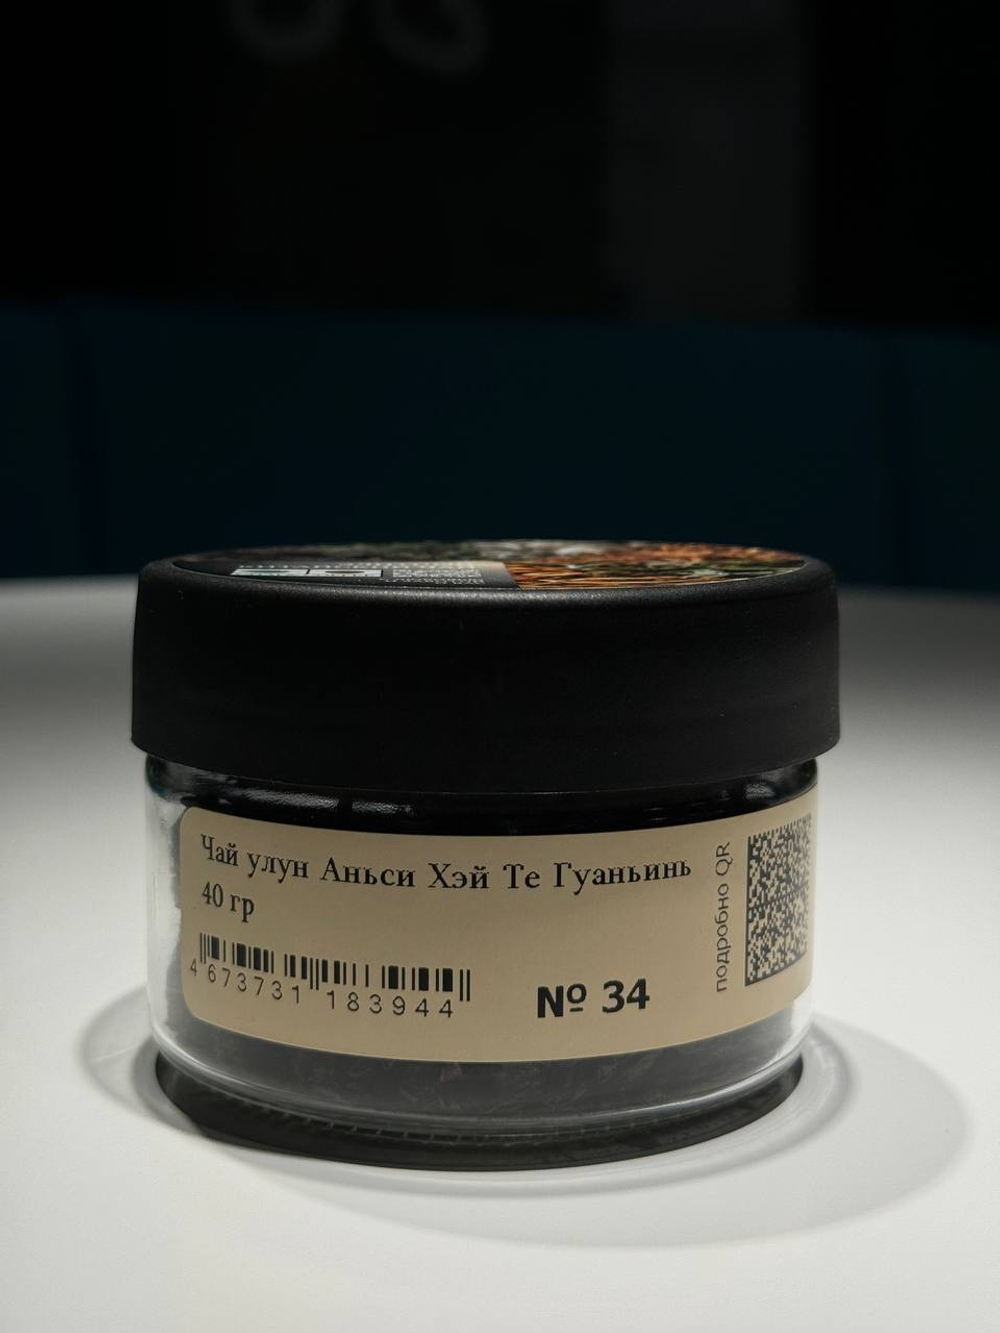 Чай улун Аньси Хэй Те Гуаньинь
40 гр
4 673731 183944
№ 34
подробно QR